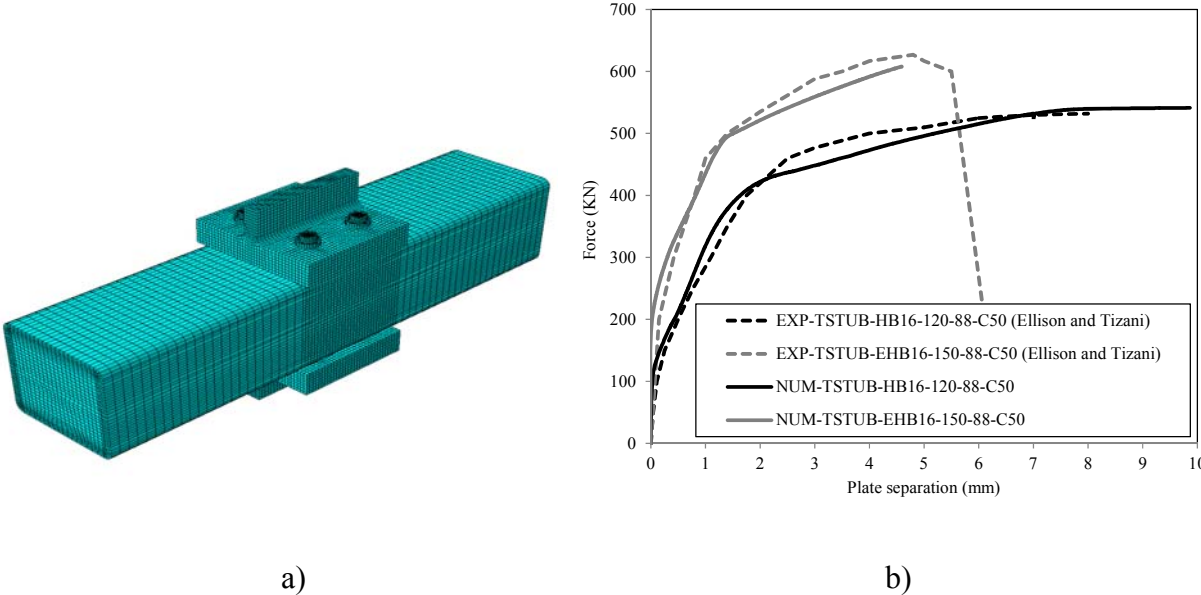 700
600
500
400
300
200
100
0
Force (KN)
EXP-TSTUB-HB16-120-88-C50 (Ellison and Tizani)
EXP-TSTUB-EHB16-150-88-C50 (Ellison and Tizani)
NUM-TSTUB-HB16-120-88-C50
NUM-TSTUB-EHB16-150-88-C50
0 1 2 3 4 5 6 7 8 9 10
Plate separation (mm)
a) b)